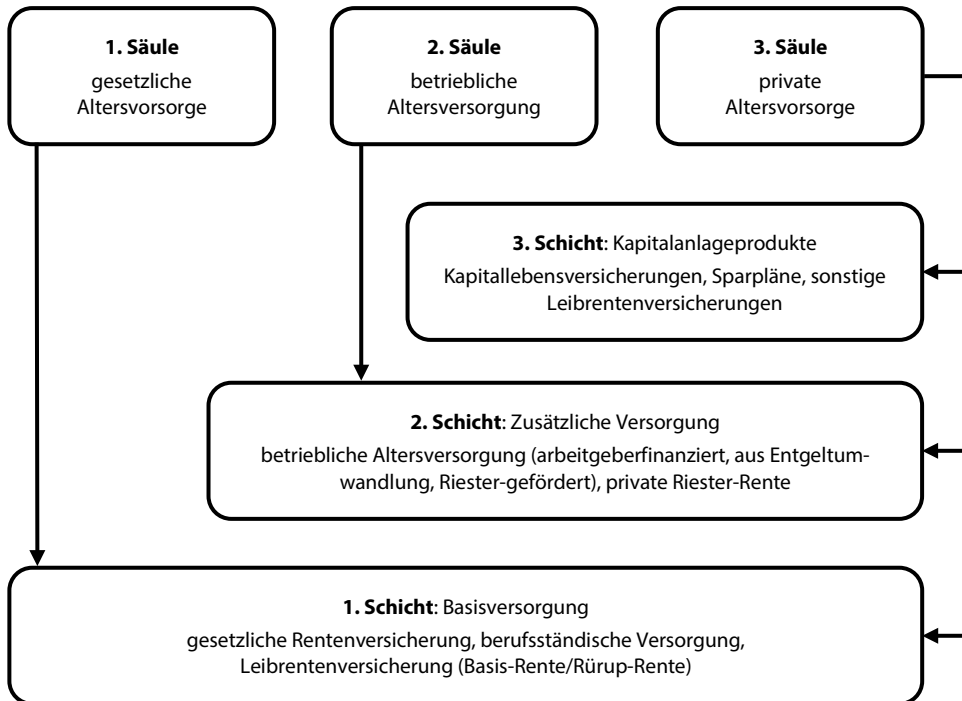 1. Säule
gesetzliche
Altersvorsorge
2. Säule
betriebliche
Altersversorgung
3. Säule
private
Altersvorsorge
3. Schicht: Kapitalanlageprodukte
Kapitallebensversicherungen, Sparpläne, sonstige
Leibrentenversicherungen
2. Schicht: Zusätzliche Versorgung
betriebliche Altersversorgung (arbeitgeberfinanziert, aus Entgeltum-
wandlung, Riester-gefördert), private Riester-Rente
1. Schicht: Basisversorgung
gesetzliche Rentenversicherung, berufsständische Versorgung,
Leibrentenversicherung (Basis-Rente/Rürup-Rente)